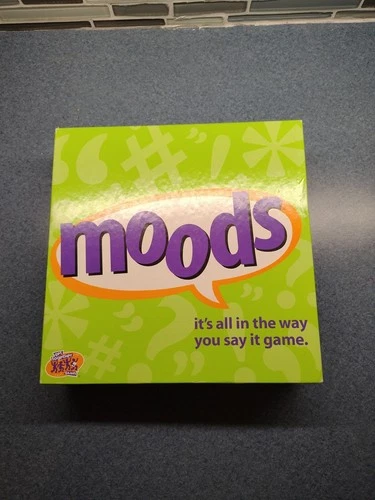 moods
it's all in the way
you say it game.